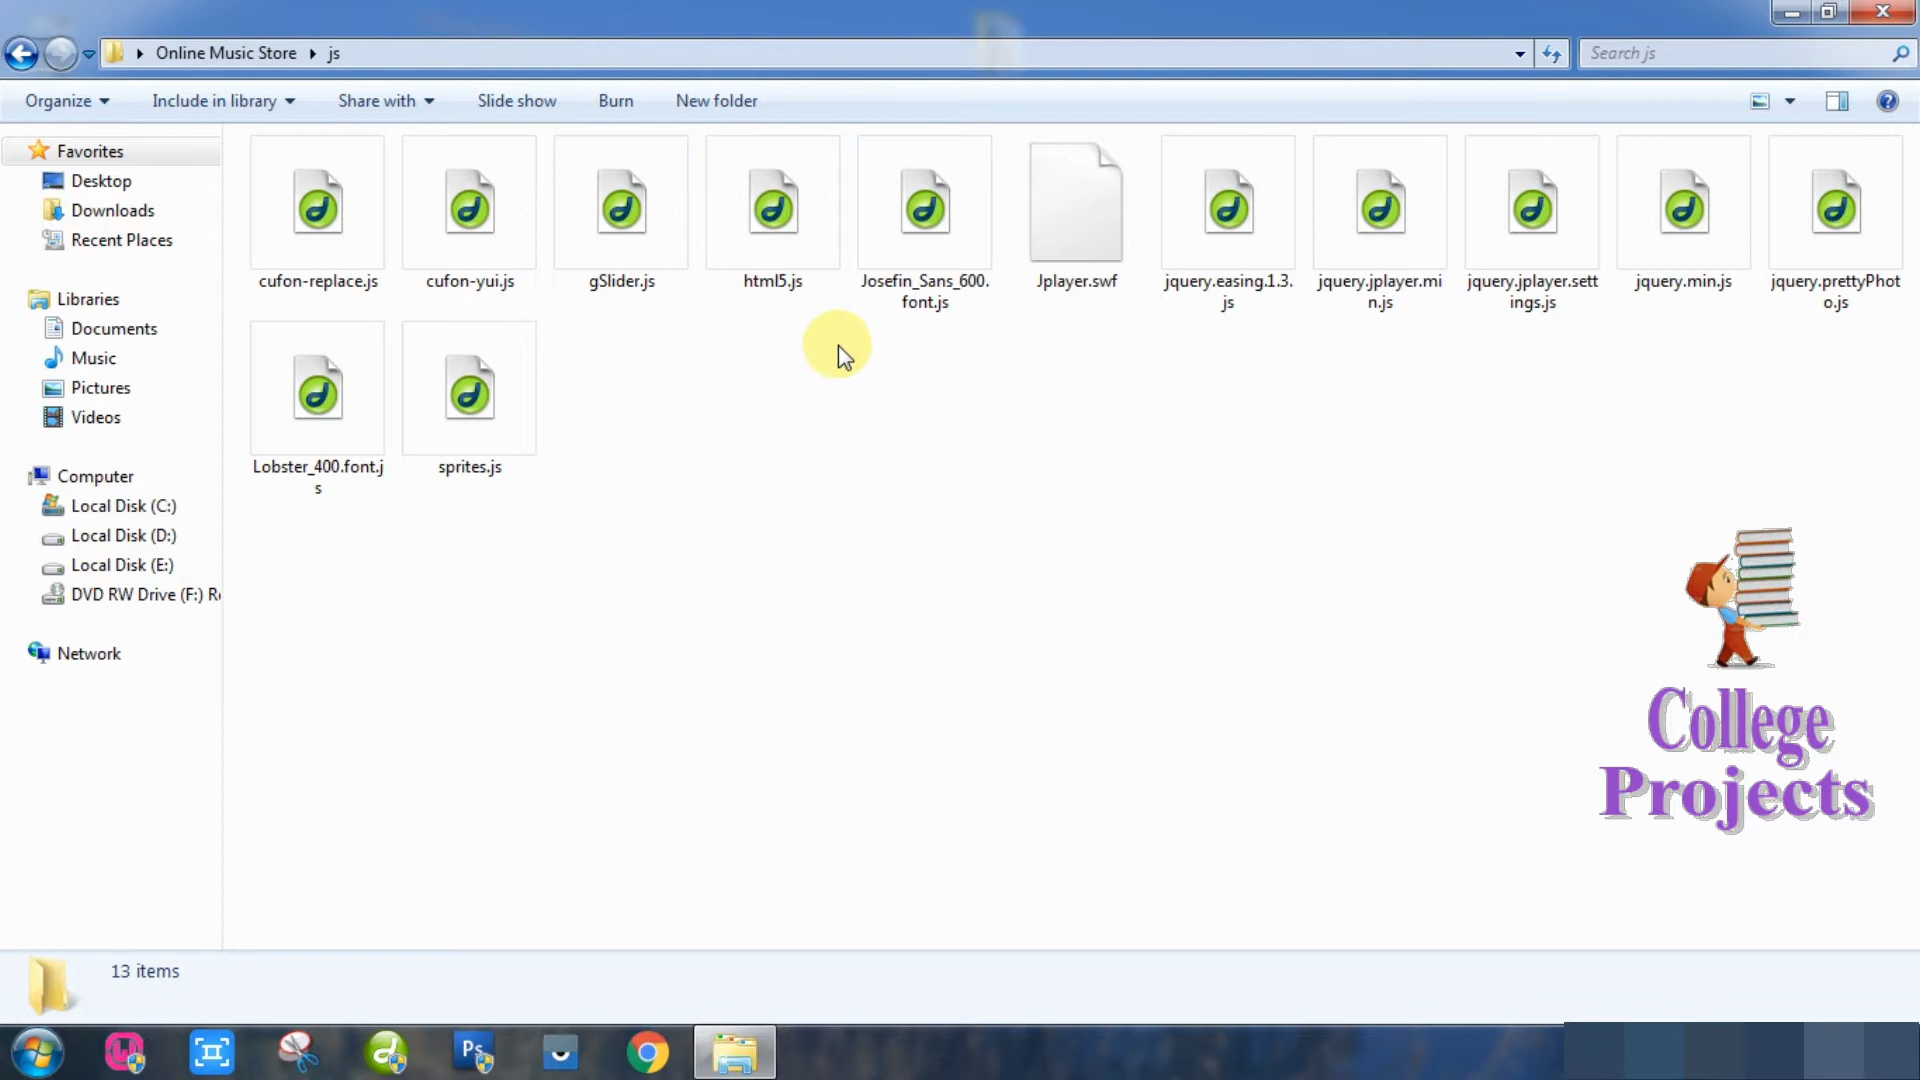 Online Music Store
js
Search js
Organize
Include in library
Share with
Slide show
Burn
New folder
Favorites
Desktop
Downloads
Recent Places
Libraries
Documents
Music
Pictures
Videos
Computer
Local Disk (C:)
Local Disk (D:)
Local Disk (E:)
DVD RW Drive (F:)
Network
cufon-replace.js
cufon-yui.js
gSlider.js
html5.js
Josefin_Sans_600.
font.js
Jplayer.swf
jquery.easing.1.3.
js
jquery.jplayer.mi
n.js
jquery.jplayer.sett
ings.js
jquery.min.js
jquery.prettyPhot
o.js
Lobster_400.font.j
s
sprites.js
College
Projects
13 items
Ps